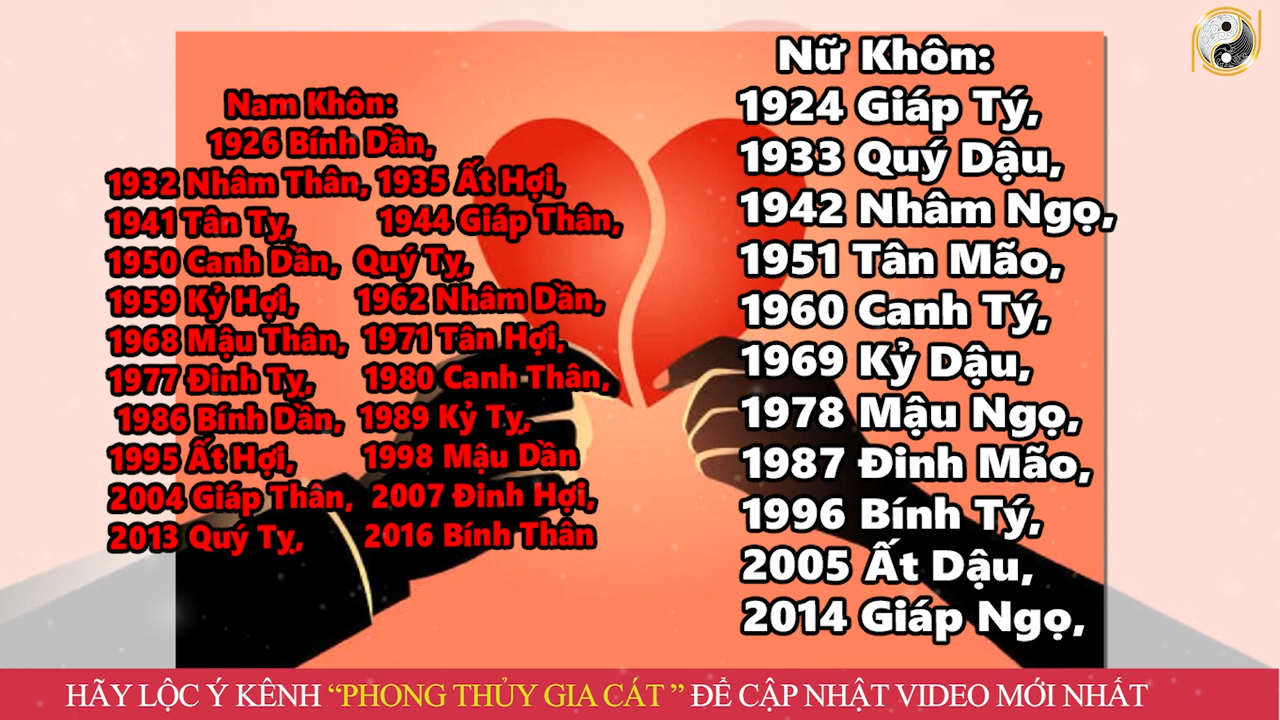 Nam Khôn:
1926 Bính Dần,
1932 Nhâm Thân, 1935 Ất Hợi,
1941 Tân Tỵ, 1944 Giáp Thân,
1950 Canh Dần, Quý Tỵ,
1959 Kỷ Hợi, 1962 Nhâm Dần,
1968 Mậu Thân, 1971 Tân Hợi,
1977 Đinh Tỵ, 1980 Canh Thân,
1986 Bính Dần, 1989 Kỷ Tỵ,
1995 Ất Hợi, 1998 Mậu Dần
2004 Giáp Thân, 2007 Đinh Hợi,
2013 Quý Tỵ, 2016 Bính Thân
Nữ Khôn:
1924 Giáp Tý,
1933 Quý Dậu,
1942 Nhâm Ngọ,
1951 Tân Mão,
1960 Canh Tý,
1969 Kỷ Dậu,
1978 Mậu Ngọ,
1987 Đinh Mão,
1996 Bính Tý,
2005 Ất Dậu,
2014 Giáp Ngọ,
HÃY LỘC Ý KÊNH “PHONG THỦY GIA CÁT ” ĐỂ CẬP NHẬT VIDEO MỚI NHẤT